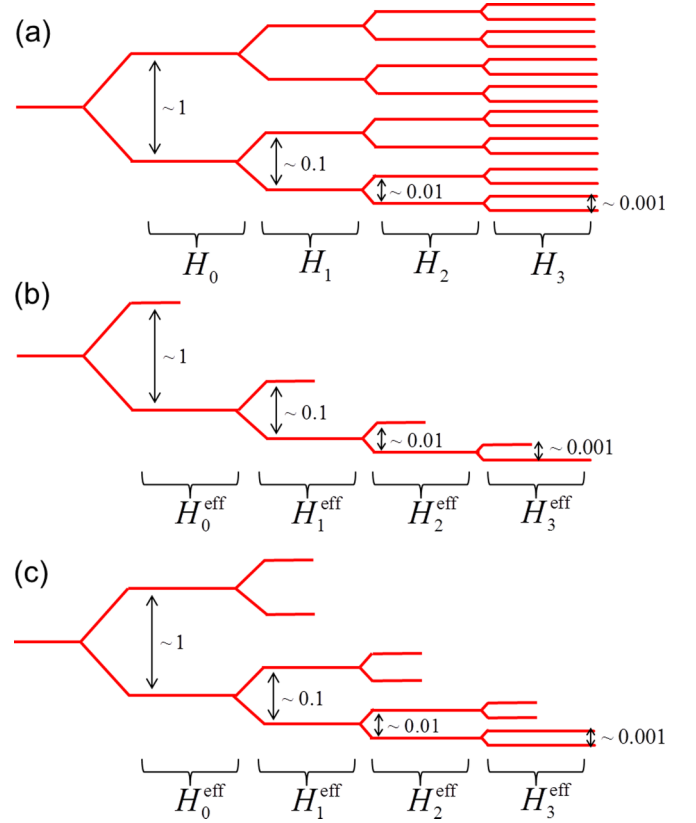 (a)
~ 1
~ 0.1
~ 0.01
~ 0.001
H₀ H₁ H₂ H₃
(b)
~ 1
~ 0.1
~ 0.01
~ 0.001
H₀ᵉᶠᶠ H₁ᵉᶠᶠ H₂ᵉᶠᶠ H₃ᵉᶠᶠ
(c)
~ 1
~ 0.1
~ 0.01
~ 0.001
H₀ᵉᶠᶠ H₁ᵉᶠᶠ H₂ᵉᶠᶠ H₃ᵉᶠᶠ